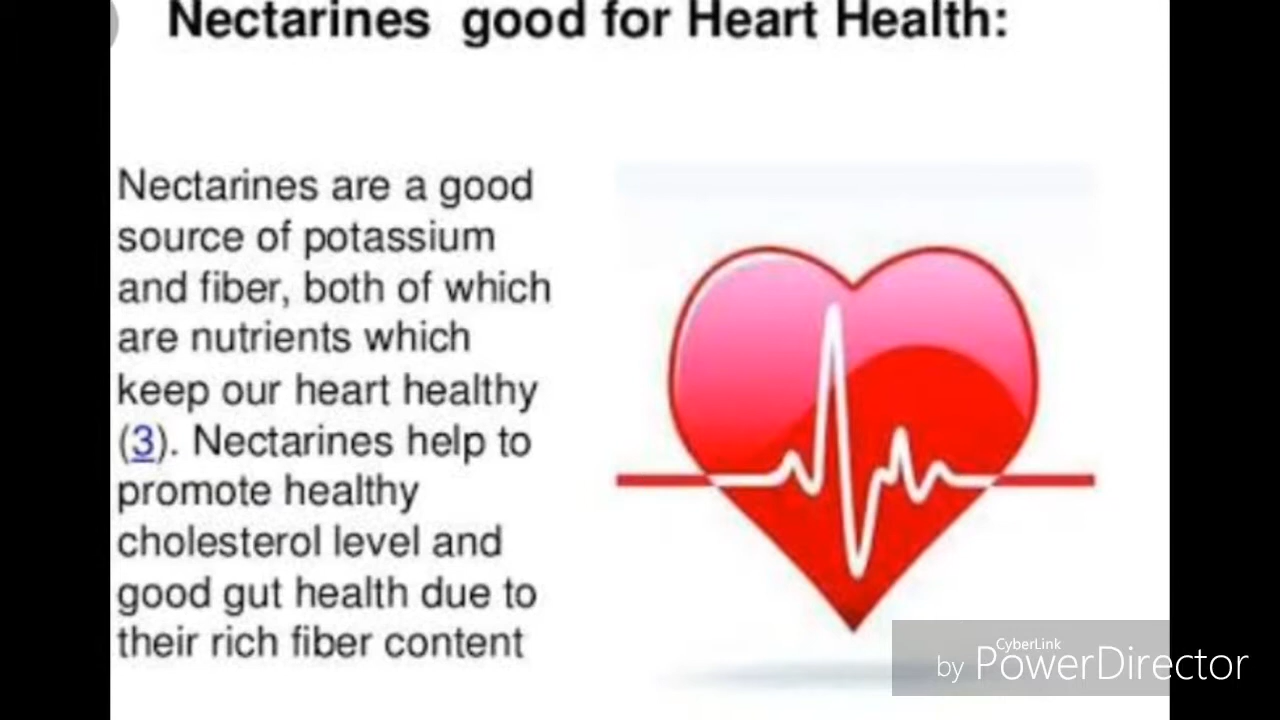 Nectarines good for Heart Health:
Nectarines are a good
source of potassium
and fiber, both of which
are nutrients which
keep our heart healthy
(3). Nectarines help to
promote healthy
cholesterol level and
good gut health due to
their rich fiber content
CyberLink
by PowerDirector